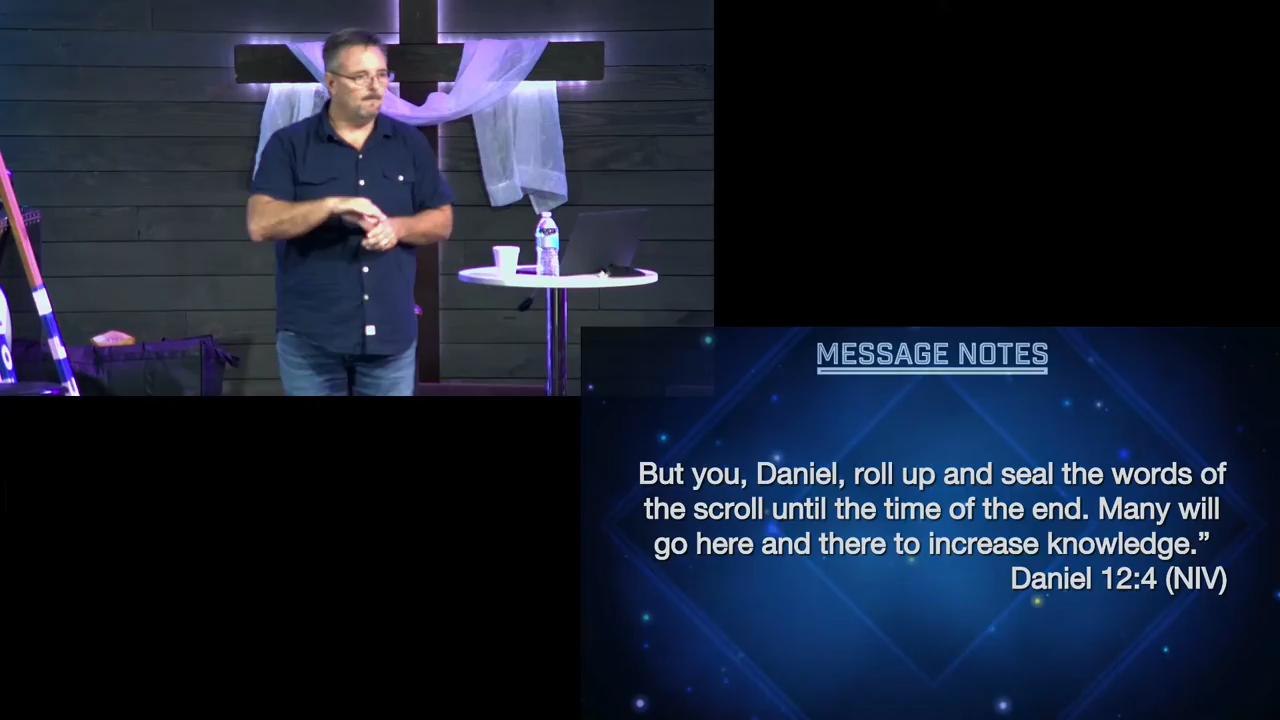 MESSAGE NOTES
But you, Daniel, roll up and seal the words of
the scroll until the time of the end. Many will
go here and there to increase knowledge.”
Daniel 12:4 (NIV)